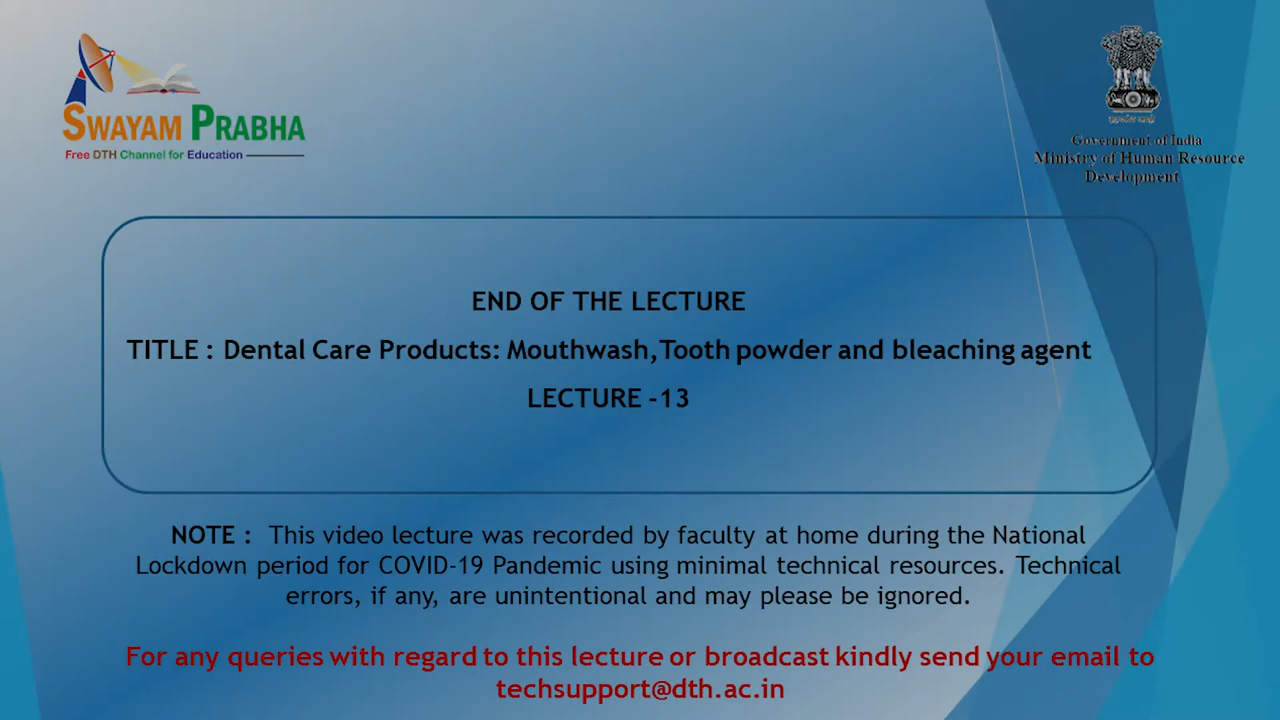 SWAYAM PRABHA
Free DTH Channel for Education
Government of India
Ministry of Human Resource
Development
END OF THE LECTURE
TITLE : Dental Care Products: Mouthwash,Tooth powder and bleaching agent
LECTURE -13
NOTE : This video lecture was recorded by faculty at home during the National
Lockdown period for COVID-19 Pandemic using minimal technical resources. Technical
errors, if any, are unintentional and may please be ignored.
For any queries with regard to this lecture or broadcast kindly send your email to
techsupport@dth.ac.in